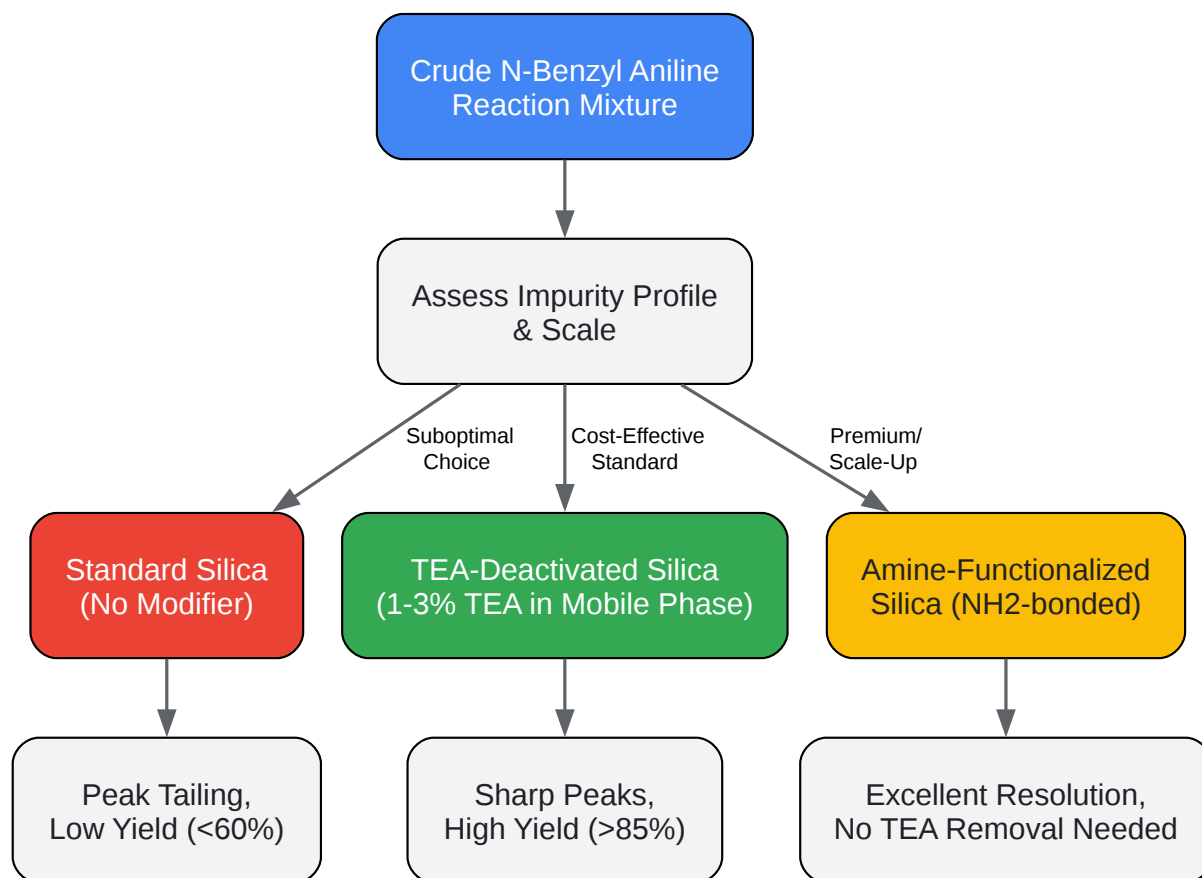 Crude N-Benzyl Aniline
Reaction Mixture
Assess Impurity Profile
& Scale
Suboptimal
Choice
Cost-Effective
Standard
Premium/
Scale-Up
Standard Silica
(No Modifier)
TEA-Deactivated Silica
(1-3% TEA in Mobile Phase)
Amine-Functionalized
Silica (NH2-bonded)
Peak Tailing,
Low Yield (<60%)
Sharp Peaks,
High Yield (>85%)
Excellent Resolution,
No TEA Removal Needed